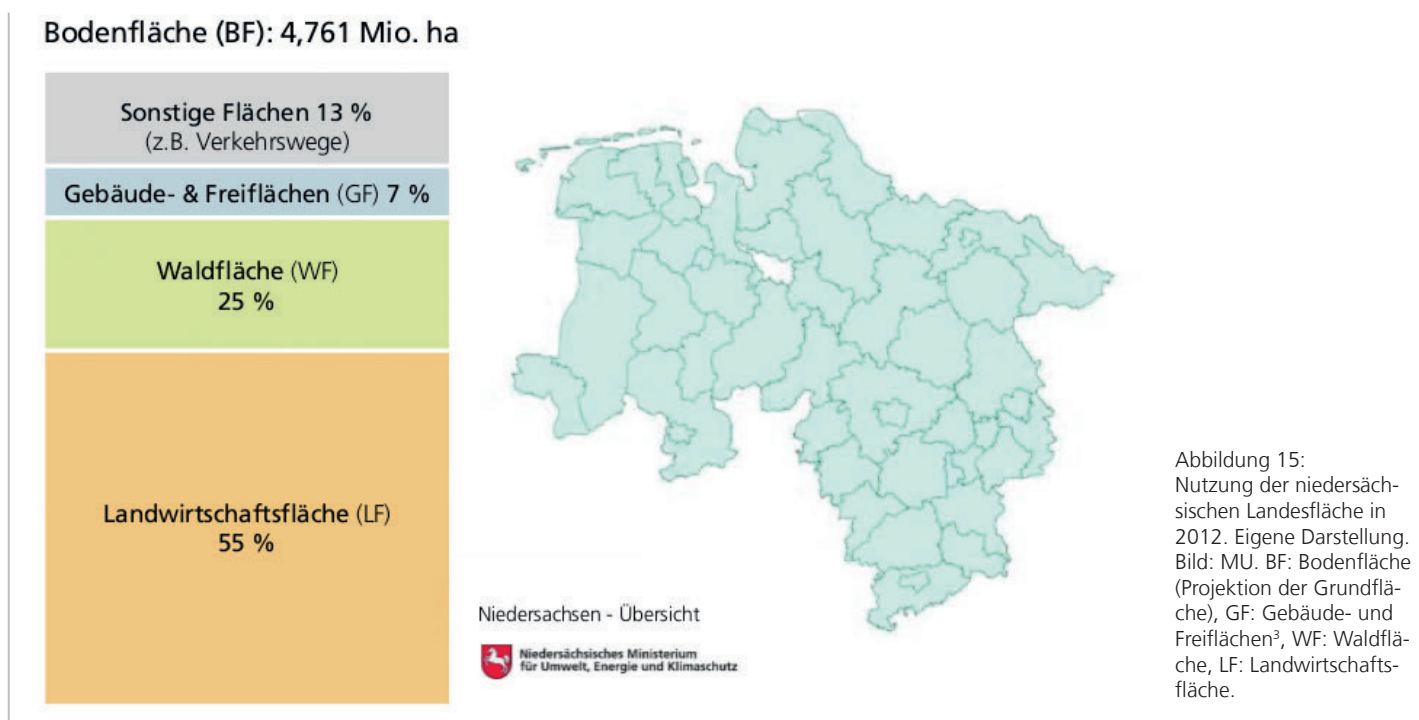 Bodenfläche (BF): 4,761 Mio. ha
Sonstige Flächen 13 %
(z.B. Verkehrswege)
Gebäude- & Freiflächen (GF) 7 %
Waldfläche (WF)
25 %
Landwirtschaftsfläche (LF)
55 %
Niedersachsen - Übersicht
Niedersächsisches Ministerium
für Umwelt, Energie und Klimaschutz
Abbildung 15:
Nutzung der niedersäch-
sischen Landesfläche in
2012. Eigene Darstellung.
Bild: MU. BF: Bodenfläche
(Projektion der Grundflä-
che), GF: Gebäude- und
Freiflächen³, WF: Waldflä-
che, LF: Landwirtschafts-
fläche.